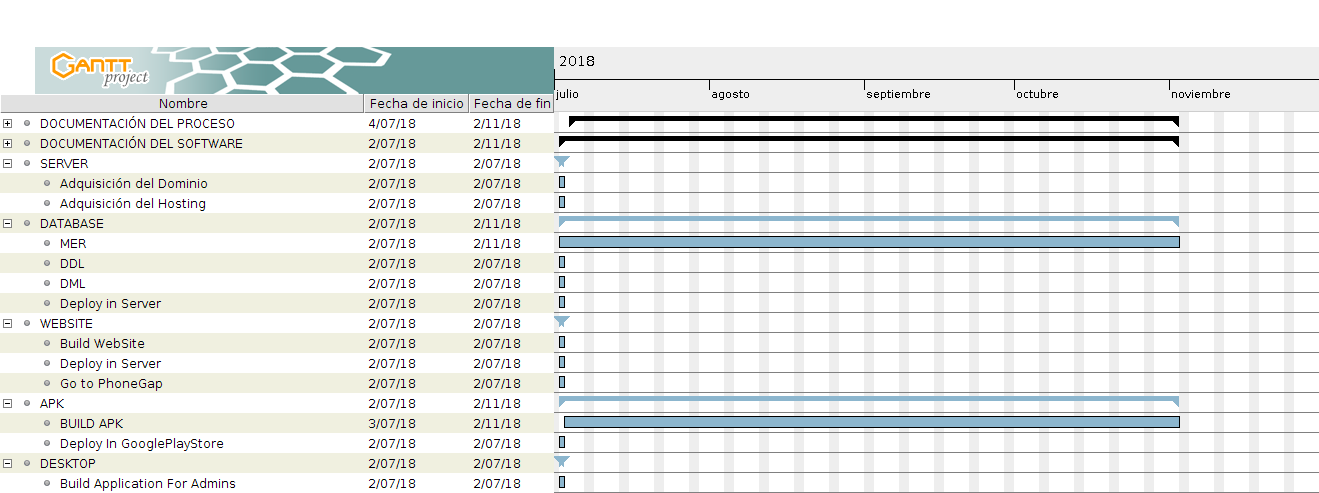 GANTT
project
2018
julio agosto septiembre octubre noviembre
Nombre Fecha de inicio Fecha de fin
DOCUMENTACIÓN DEL PROCESO 4/07/18 2/11/18
DOCUMENTACIÓN DEL SOFTWARE 2/07/18 2/11/18
SERVER 2/07/18 2/07/18
Adquisición del Dominio 2/07/18 2/07/18
Adquisición del Hosting 2/07/18 2/07/18
DATABASE 2/07/18 2/11/18
MER 2/07/18 2/11/18
DDL 2/07/18 2/07/18
DML 2/07/18 2/07/18
Deploy in Server 2/07/18 2/07/18
WEBSITE 2/07/18 2/07/18
Build WebSite 2/07/18 2/07/18
Deploy in Server 2/07/18 2/07/18
Go to PhoneGap 2/07/18 2/07/18
APK 2/07/18 2/11/18
BUILD APK 3/07/18 2/11/18
Deploy In GooglePlayStore 2/07/18 2/07/18
DESKTOP 2/07/18 2/07/18
Build Application For Admins 2/07/18 2/07/18